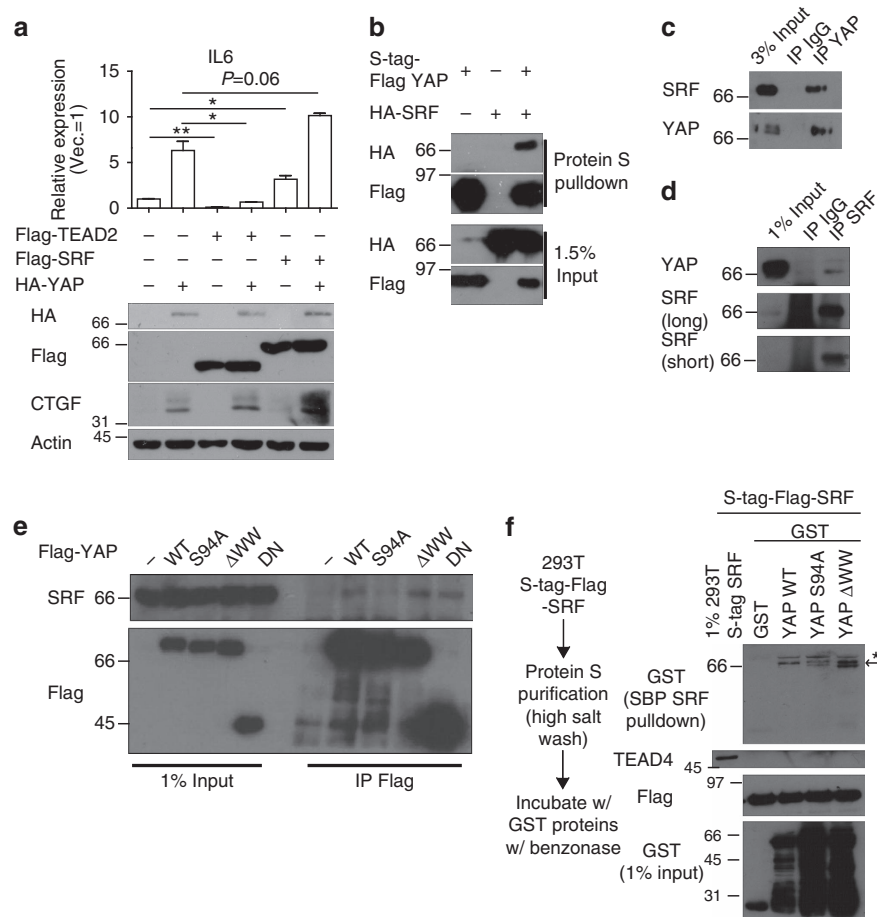 a
IL6
Relative expression
(Vec.=1)
15
10
5
0
P=0.06
*
*
**
Flag-TEAD2 – – + + – –
Flag-SRF – – – – + +
HA-YAP – + – + – +
HA
66
66
Flag
CTGF
31
45
Actin
b
S-tag-
Flag YAP + – +
HA-SRF – + +
HA 66
97
Flag
Protein S
pulldown
HA 66
97
Flag
1.5%
Input
c
3% Input
IP IgG
IP YAP
SRF 66
YAP 66
d
1% Input
IP IgG
IP SRF
YAP 66
SRF
(long) 66
SRF
(short) 66
e
Flag-YAP – WT S94A ΔWW DN – WT S94A ΔWW DN
SRF 66
66
Flag
45
1% Input IP Flag
f
293T
S-tag-Flag
-SRF
Protein S
purification
(high salt
wash)
Incubate w/
GST proteins
w/ benzonase
S-tag-Flag-SRF
GST
1% 293T
S-tag SRF
GST
YAP WT
YAP S94A
YAP ΔWW
66
*
←
GST
(SBP SRF
pulldown)
TEAD4
45
97
Flag
66
45
31
GST
(1% input)